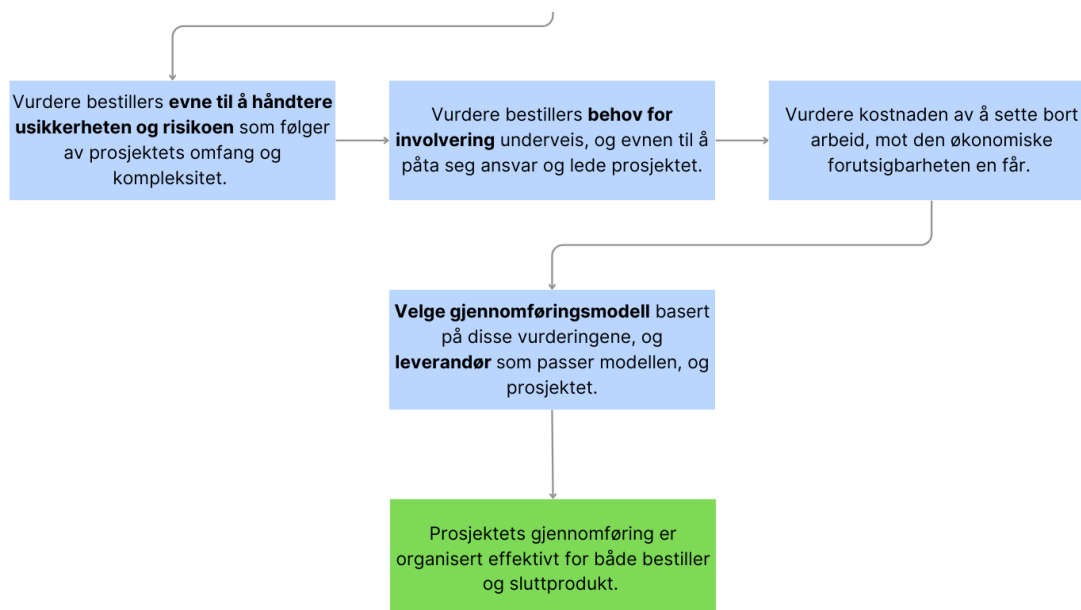 Vurdere bestillers evne til å håndtere
usikkerheten og risikoen som følger
av prosjektets omfang og
kompleksitet.
Vurdere bestillers behov for
involvering underveis, og evnen til å
påta seg ansvar og lede prosjektet.
Vurdere kostnaden av å sette bort
arbeid, mot den økonomiske
forutsigbarheten en får.
Velge gjennomføringsmodell basert
på disse vurderingene, og
leverandør som passer modellen, og
prosjektet.
Prosjektets gjennomføring er
organisert effektivt for både bestiller
og sluttprodukt.